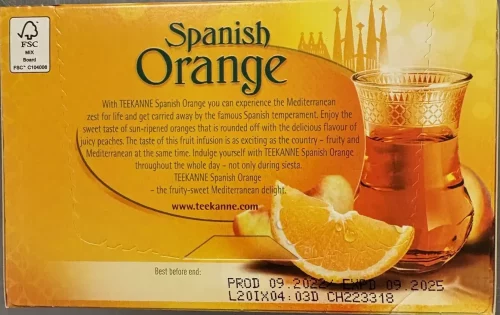 FSC
MIX
Board
FSC® C104006
Spanish
Orange
With TEEKANNE Spanish Orange you can experience the Mediterranean
zest for life and get carried away by the famous Spanish temperament. Enjoy the
sweet taste of sun-ripened oranges that is rounded off with the delicious flavour of
juicy peaches. The taste of this fruit infusion is as exciting as the country – fruity and
Mediterranean at the same time. Indulge yourself with TEEKANNE Spanish Orange
throughout the whole day – not only during siesta.
TEEKANNE Spanish Orange
– the fruity-sweet Mediterranean delight.
www.teekanne.com
Best before end:
PROD 09.2022/ EXPD 09.2025
L20IX04:03D CH223318